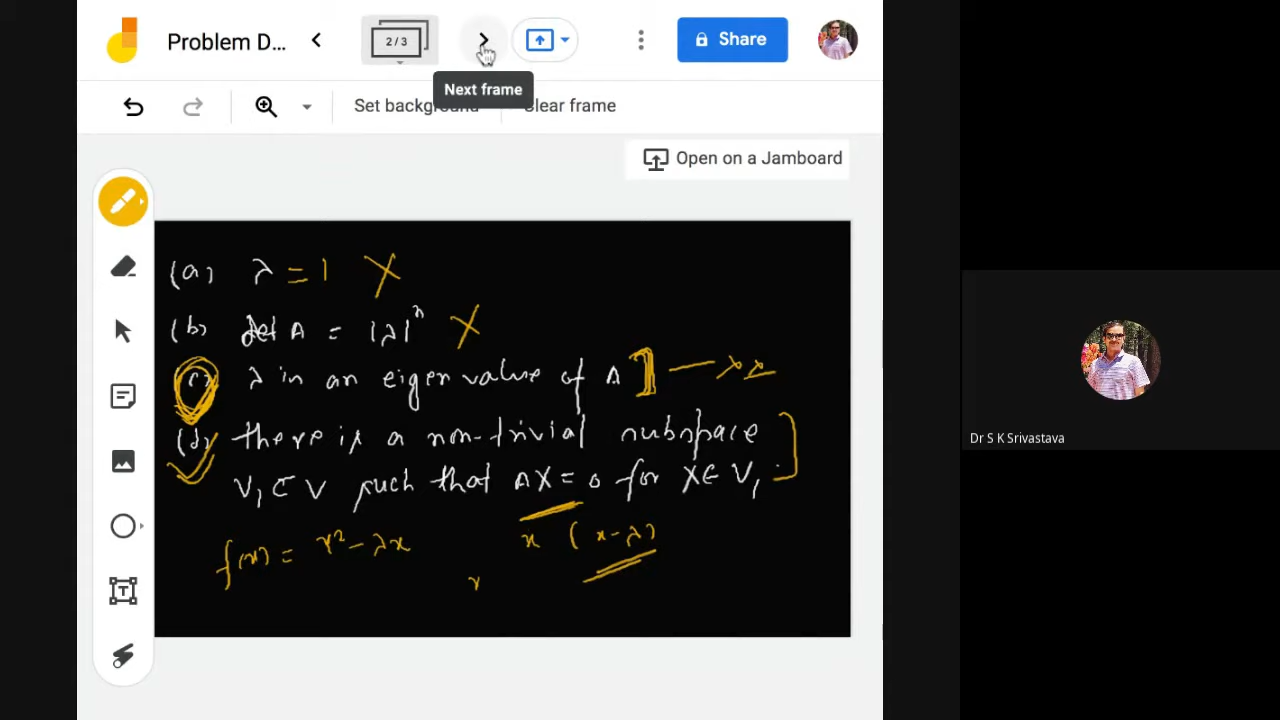 Problem D...
2 / 3
Share
Next frame
Set background
Clear frame
Open on a Jamboard
(a) λ = 1 X
(b) det A = |λ|ⁿ X
(c) λ is an eigen value of A ] —
(d) there is a non-trivial subspace
V₁ ⊂ V such that AX = 0 for X ∈ V₁ ]
f(x) = x² - λx x (x-λ)
x
Dr S K Srivastava